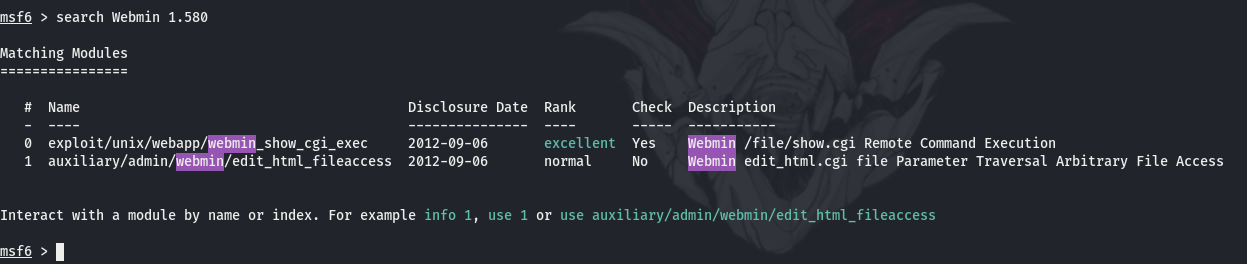 msf6 > search Webmin 1.580
Matching Modules
================
#  Name                                         Disclosure Date  Rank       Check  Description
-  ----                                         ---------------  ----       -----  -----------
0  exploit/unix/webapp/webmin_show_cgi_exec     2012-09-06       excellent  Yes    Webmin /file/show.cgi Remote Command Execution
1  auxiliary/admin/webmin/edit_html_fileaccess  2012-09-06       normal     No     Webmin edit_html.cgi file Parameter Traversal Arbitrary File Access
Interact with a module by name or index. For example info 1, use 1 or use auxiliary/admin/webmin/edit_html_fileaccess
msf6 >